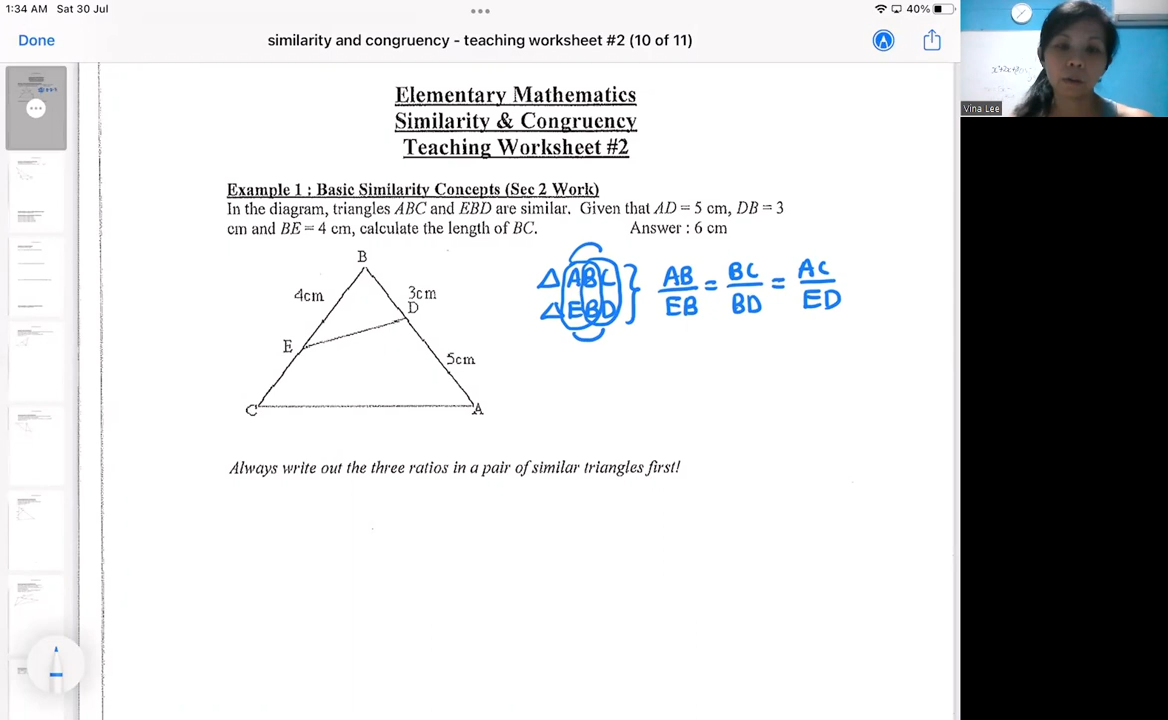 1:34 AM Sat 30 Jul
40%
Done
similarity and congruency - teaching worksheet #2 (10 of 11)
Vina Lee
Elementary Mathematics
Similarity & Congruency
Teaching Worksheet #2
Example 1 : Basic Similarity Concepts (Sec 2 Work)
In the diagram, triangles ABC and EBD are similar. Given that AD = 5 cm, DB = 3
cm and BE = 4 cm, calculate the length of BC. Answer : 6 cm
B
4cm
3cm
D
E
5cm
C
A
△ABC
△EBD
} AB/EB = BC/BD = AC/ED
Always write out the three ratios in a pair of similar triangles first!